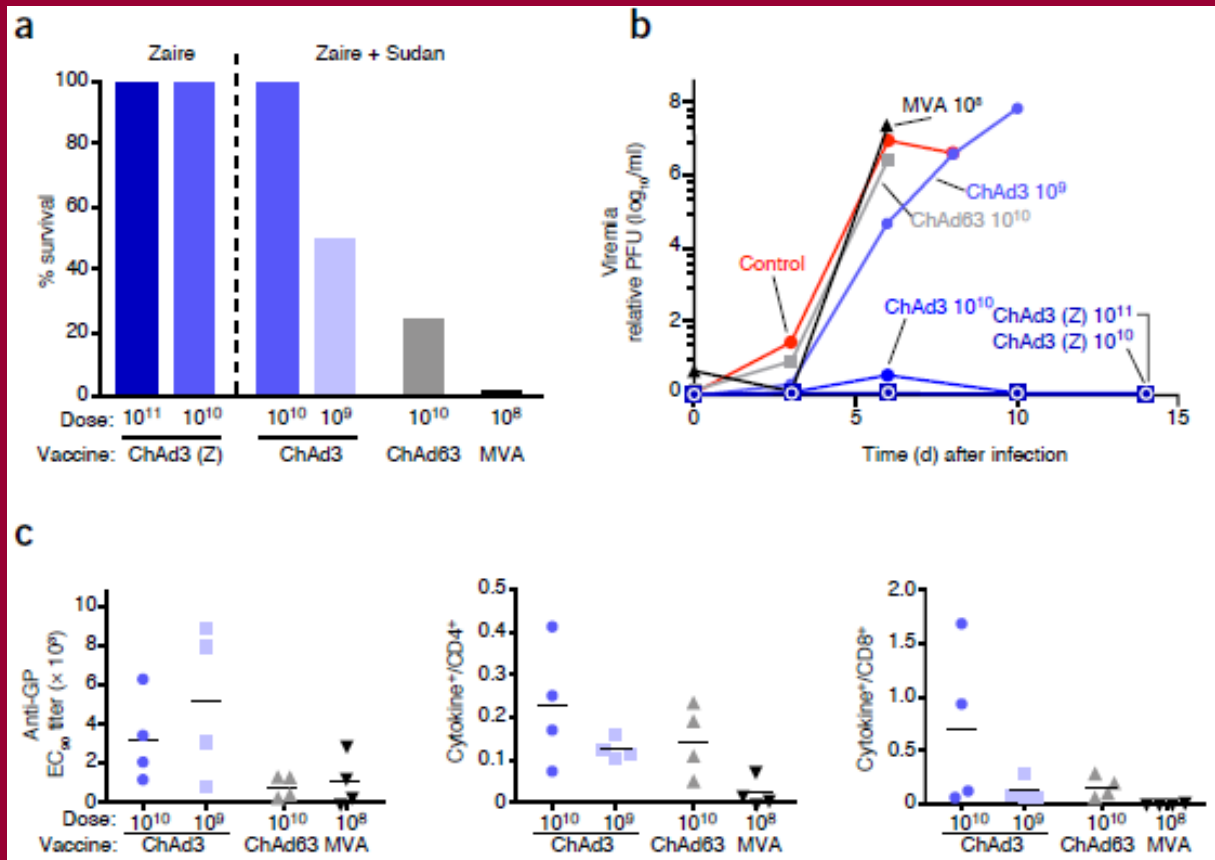 a
Zaire
Zaire + Sudan
100
80
60
40
20
0
% survival
Dose: 10¹¹ 10¹⁰ 10¹⁰ 10⁹ 10¹⁰ 10⁸
Vaccine: ChAd3 (Z) ChAd3 ChAd63 MVA
b
8
6
4
2
0
Viremia
relative PFU (log₁₀/ml)
MVA 10⁸
ChAd3 10⁹
ChAd63 10¹⁰
Control
ChAd3 10¹⁰
ChAd3 (Z) 10¹¹
ChAd3 (Z) 10¹⁰
0 5 10 15
Time (d) after infection
c
10
8
6
4
2
0
Anti-GP
EC₉₀ titer (× 10³)
Dose: 10¹⁰ 10⁹ 10¹⁰ 10⁸
Vaccine: ChAd3 ChAd63 MVA
0.5
0.4
0.3
0.2
0.1
0
Cytokine⁺/CD4⁺
10¹⁰ 10⁹ 10¹⁰ 10⁸
ChAd3 ChAd63 MVA
2.0
1.5
1.0
0.5
0
Cytokine⁺/CD8⁺
10¹⁰ 10⁹ 10¹⁰ 10⁸
ChAd3 ChAd63 MVA